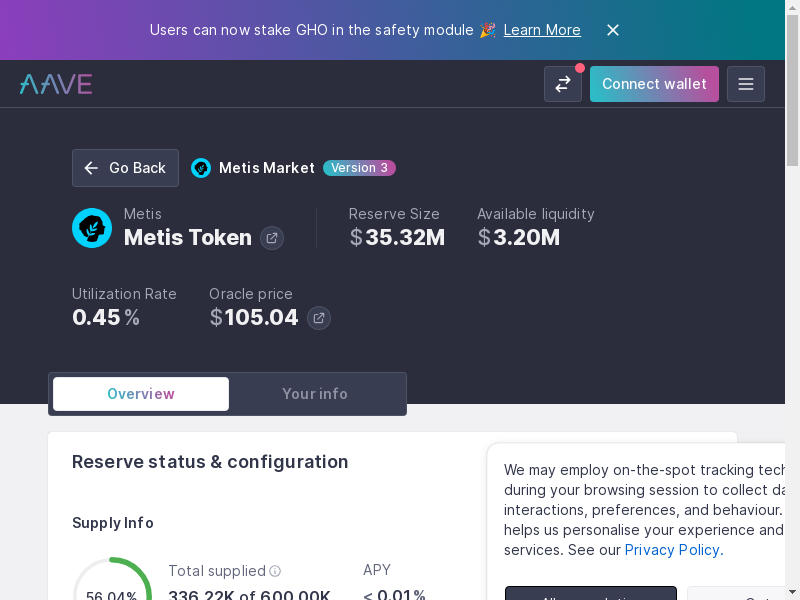 Users can now stake GHO in the safety module 🎉 Learn More
AAVE
Connect wallet
Go Back
Metis Market
Version 3
Metis
Metis Token
Reserve Size
$35.32M
Available liquidity
$3.20M
Utilization Rate
0.45%
Oracle price
$105.04
Overview
Your info
Reserve status & configuration
We may employ on-the-spot tracking tech
during your browsing session to collect da
interactions, preferences, and behaviour.
helps us personalise your experience and
services. See our Privacy Policy.
Supply Info
56.04%
Total supplied
336.22K of 600.00K
APY
< 0.01%